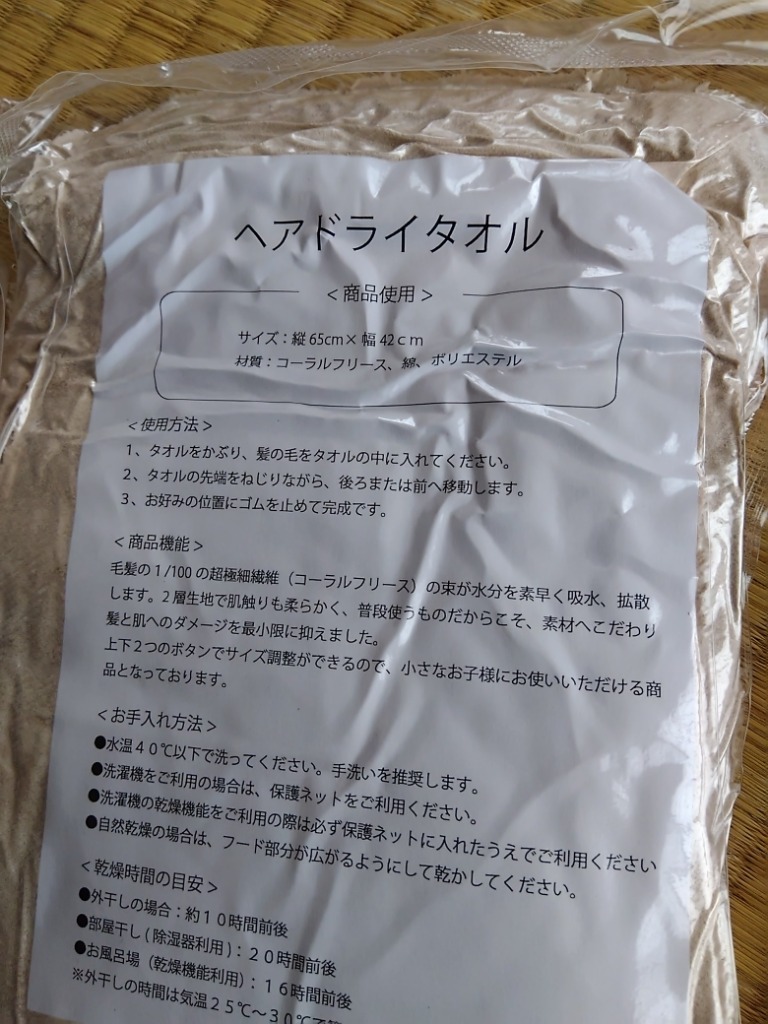 ヘアドライタオル
＜商品使用＞
サイズ：縦65cm×幅42ｃｍ
材質：コーラルフリース、綿、ポリエステル
＜使用方法＞
1、タオルをかぶり、髪の毛をタオルの中に入れてください。
2、タオルの先端をねじりながら、後ろまたは前へ移動します。
3、お好みの位置にゴムを止めて完成です。
＜商品機能＞
毛髪の1/100の超極細繊維（コーラルフリース）の束が水分を素早く吸水、拡散
します。2層生地で肌触りも柔らかく、普段使うものだからこそ、素材へこだわり
髪と肌へのダメージを最小限に抑えました。
上下2つのボタンでサイズ調整ができるので、小さなお子様にお使いいただける商
品となっております。
＜お手入れ方法＞
●水温４０℃以下で洗ってください。手洗いを推奨します。
●洗濯機をご利用の場合は、保護ネットをご利用ください。
●洗濯機の乾燥機能をご利用の際は必ず保護ネットに入れたうえでご利用ください
●自然乾燥の場合は、フード部分が広がるようにして乾かしてください。
＜乾燥時間の目安＞
●外干しの場合：約１０時間前後
●部屋干し(除湿器利用)：２０時間前後
●お風呂場（乾燥機能利用）：１６時間前後
※外干しの時間は気温２５℃～３０℃で